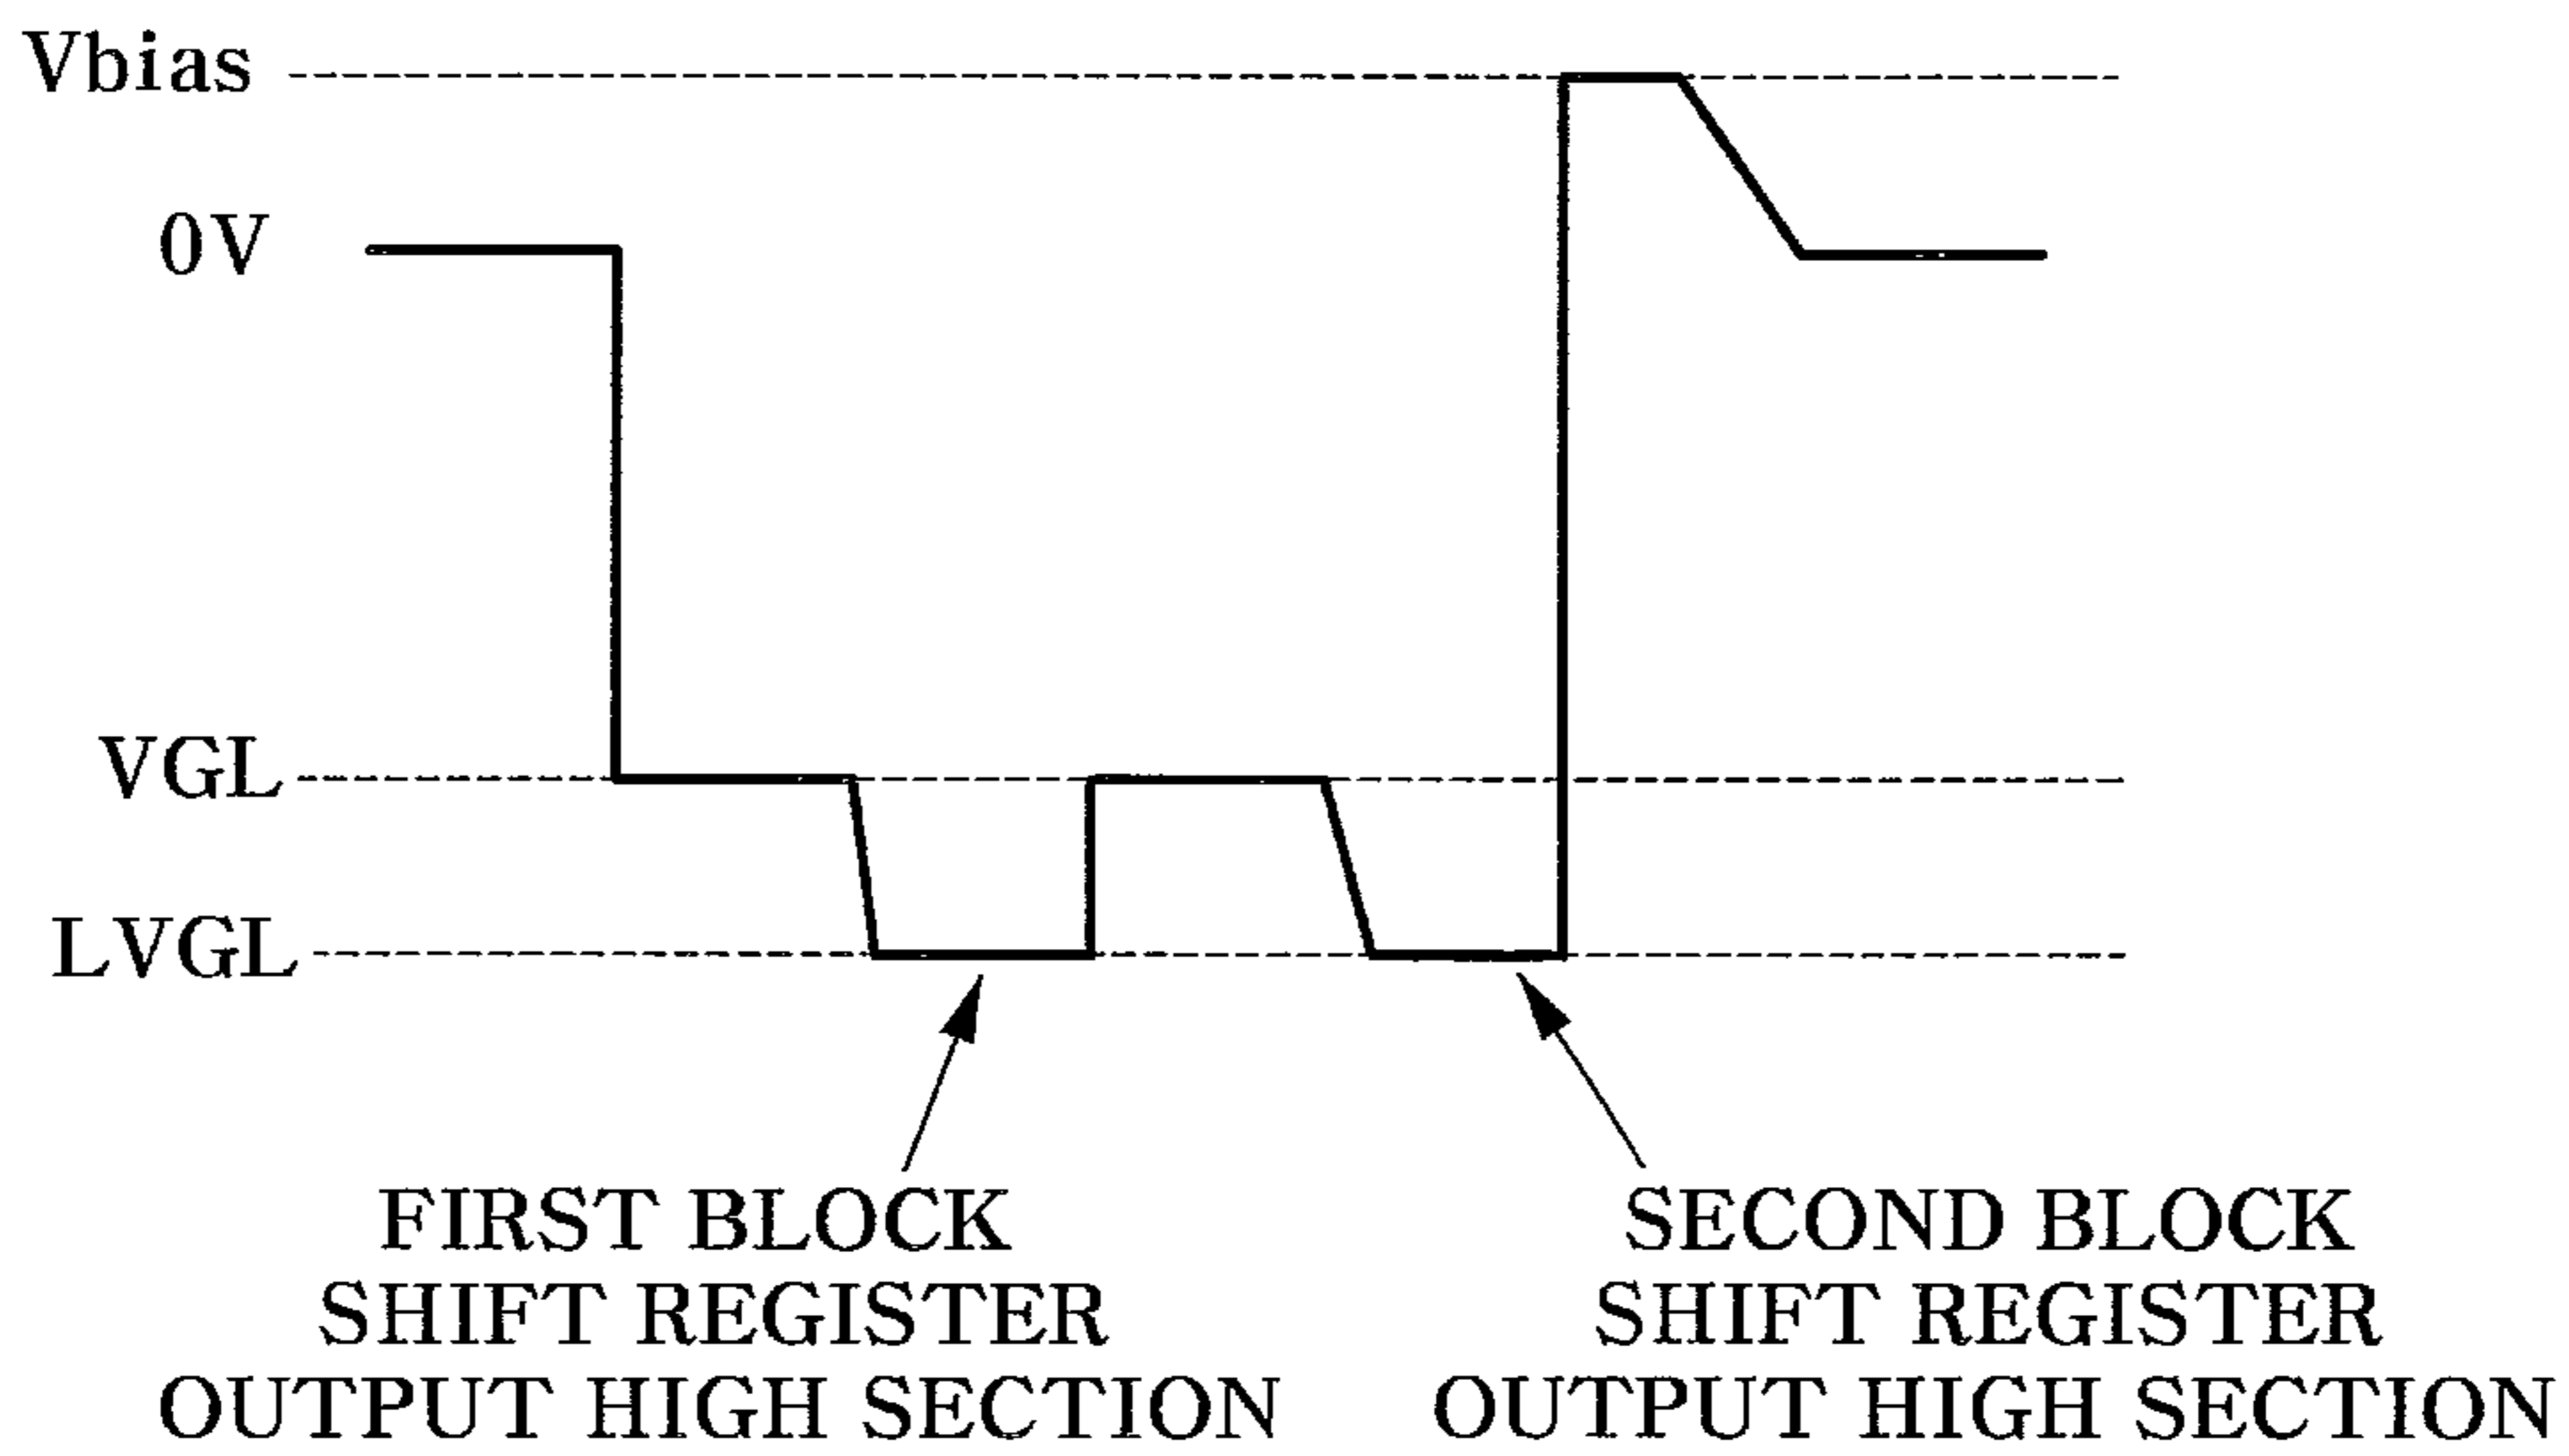 Vbias
0V
VGL
LVGL
FIRST BLOCK
SHIFT REGISTER
OUTPUT HIGH SECTION
SECOND BLOCK
SHIFT REGISTER
OUTPUT HIGH SECTION